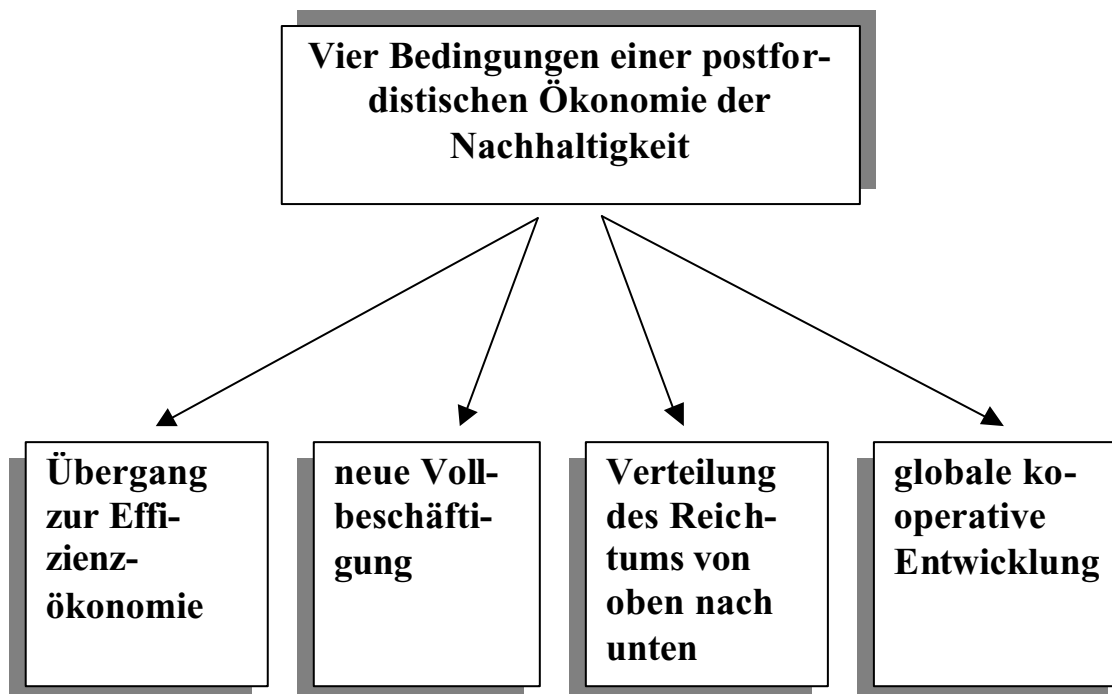 Vier Bedingungen einer postfor-
distischen Ökonomie der
Nachhaltigkeit
Übergang
zur Effi-
zienz-
ökonomie
neue Voll-
beschäfti-
gung
Verteilung
des Reich-
tums von
oben nach
unten
globale ko-
operative
Entwicklung